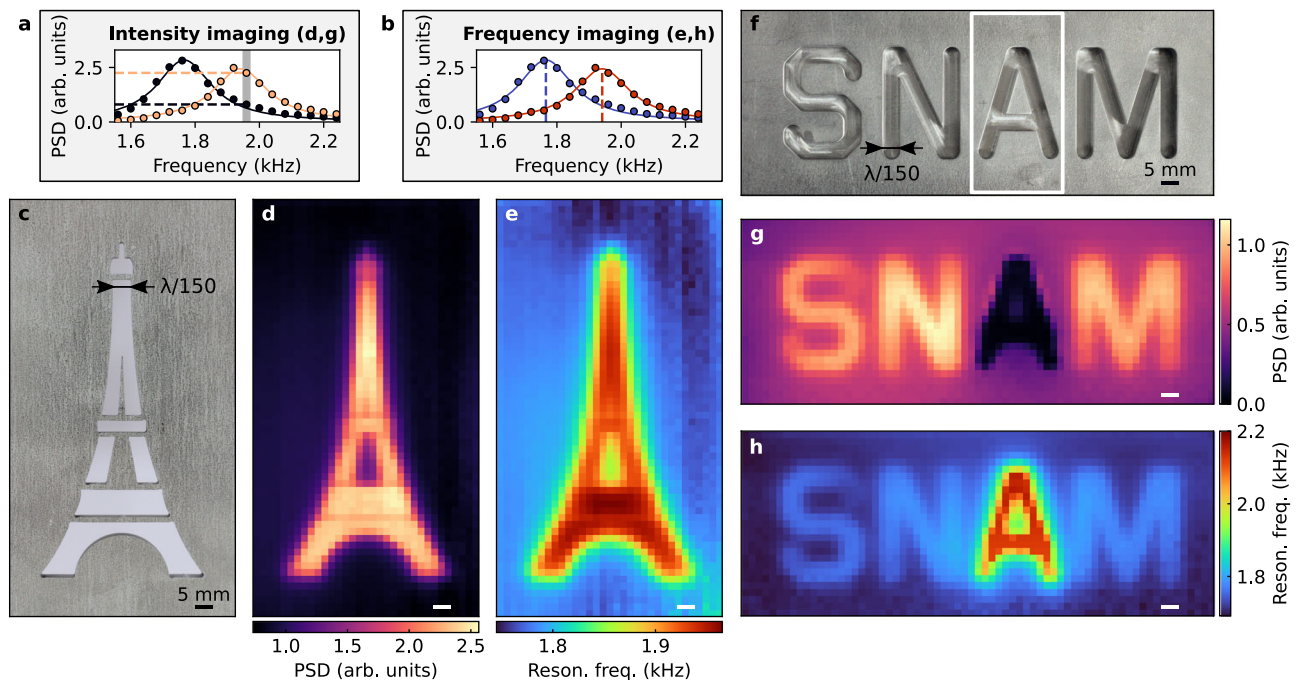 a
Intensity imaging (d,g)
PSD (arb. units)
2.5
0.0
1.6 1.8 2.0 2.2
Frequency (kHz)
b
Frequency imaging (e,h)
PSD (arb. units)
2.5
0.0
1.6 1.8 2.0 2.2
Frequency (kHz)
c
λ/150
5 mm
d
1.0 1.5 2.0 2.5
PSD (arb. units)
e
1.8 1.9
Reson. freq. (kHz)
f
SNAM
λ/150
5 mm
g
SNAM
1.0
0.5
0.0
PSD (arb. units)
h
SNAM
2.2
2.0
1.8
Reson. freq. (kHz)